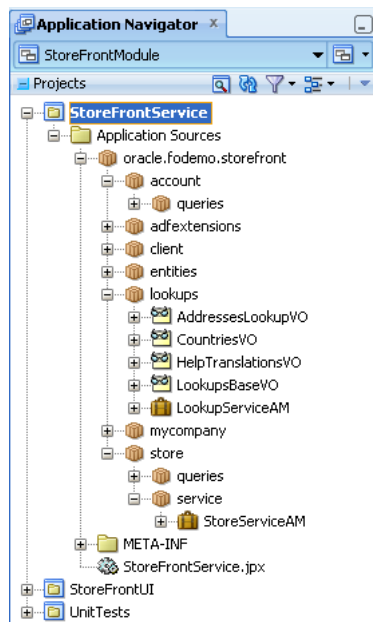 Application Navigator
StoreFrontModule
Projects
StoreFrontService
Application Sources
oracle.fodemo.storefront
account
queries
adfextensions
client
entities
lookups
AddressesLookupVO
CountriesVO
HelpTranslationsVO
LookupsBaseVO
LookupServiceAM
mycompany
store
queries
service
StoreServiceAM
META-INF
StoreFrontService.jpx
StoreFrontUI
UnitTests